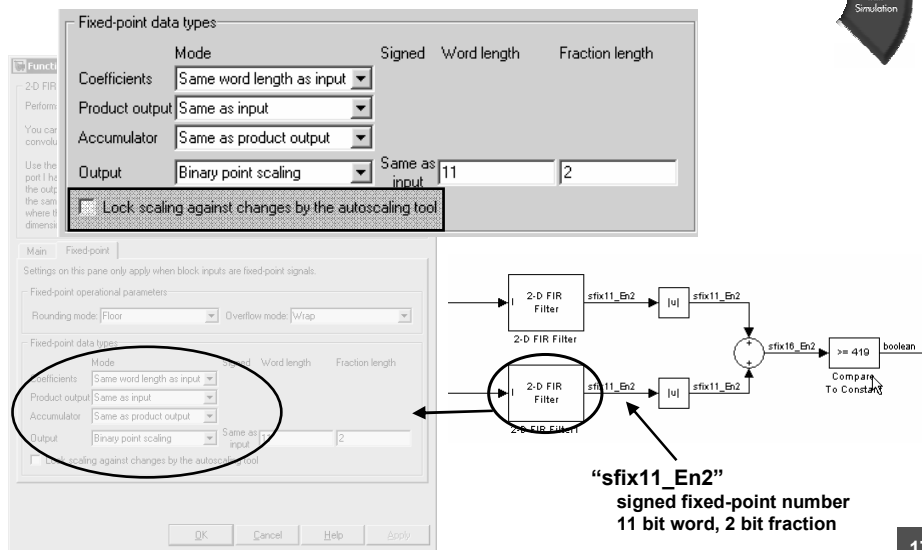 Simulation
Fixed-point data types
Mode Signed Word length Fraction length
Coefficients Same word length as input
Product output Same as input
Accumulator Same as product output
Output Binary point scaling Same as input 11 2
Lock scaling against changes by the autoscaling tool
Functi
2-D FIR
Perform
You can
convolu
Use the
port I ha
the outp
the sam
where th
dimensi
Main Fixed-point
Settings on this pane only apply when block inputs are fixed-point signals.
Fixed-point operational parameters
Rounding mode: Floor Overflow mode: Wrap
Fixed-point data types
Mode Signed Word length Fraction length
Coefficients Same word length as input
Product output Same as input
Accumulator Same as product output
Output Binary point scaling Same as input 2
Lock scaling against changes by the autoscaling tool
OK Cancel Help Apply
I 2-D FIR Filter sfix11_En2 |u| sfix11_En2
2-D FIR Filter
+ + sfix16_En2 >= 419 boolean
Compare
To Constant
I 2-D FIR Filter sfix11_En2 |u| sfix11_En2
2-D FIR Filter1
“sfix11_En2”
signed fixed-point number
11 bit word, 2 bit fraction